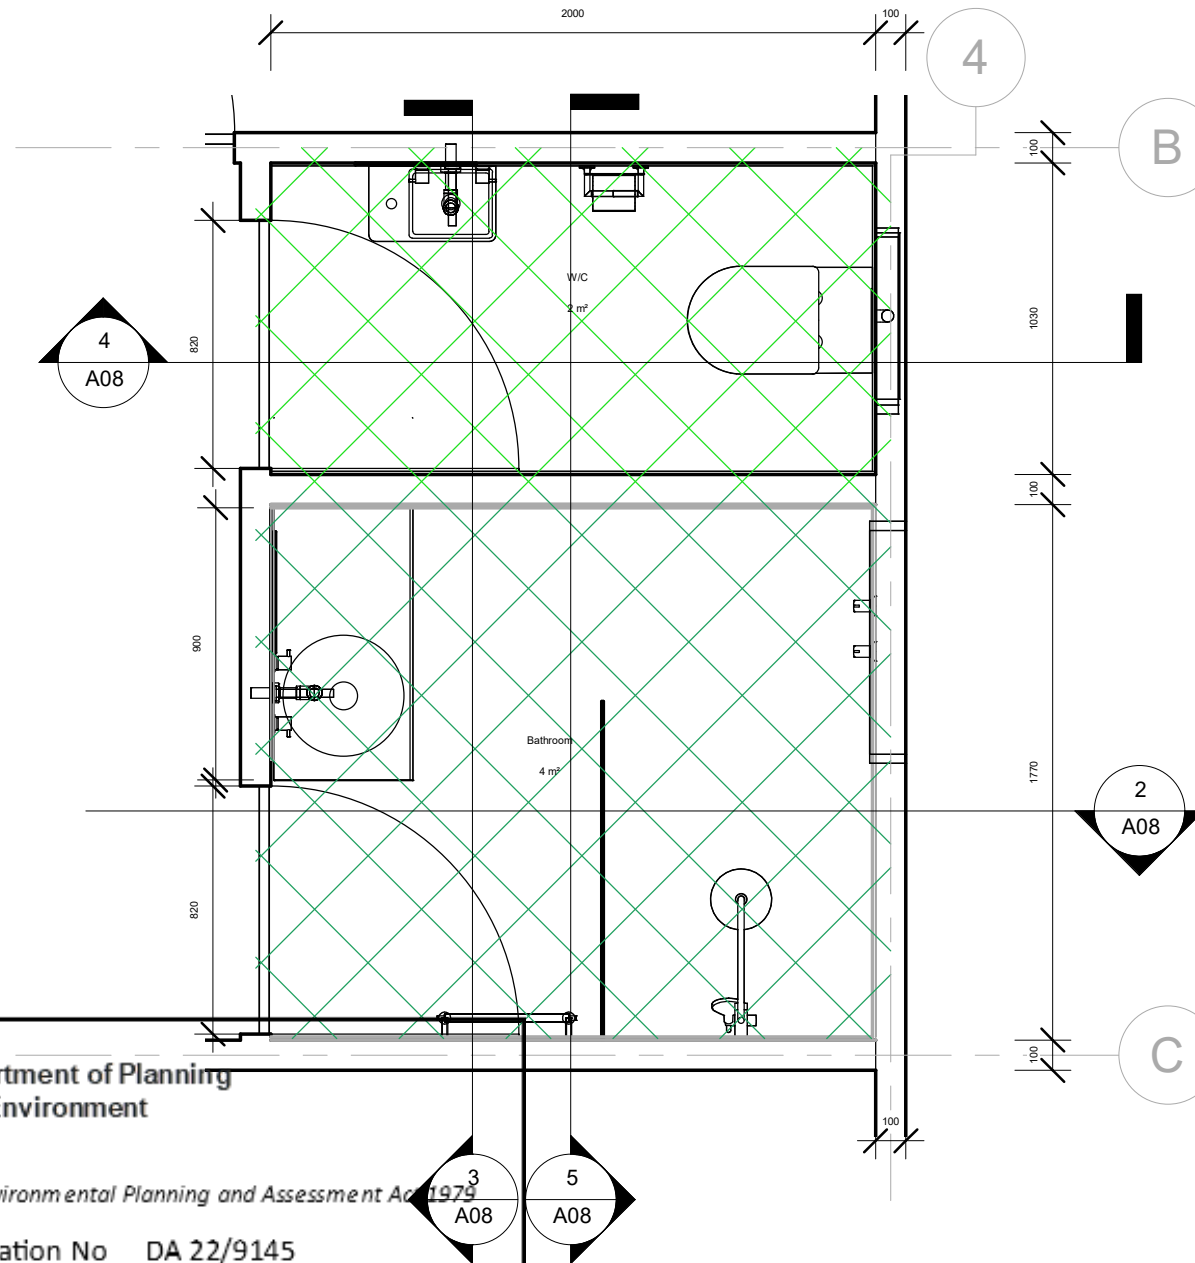 2000
100
4
B
100
W/C
2 m²
820
1030
4
A08
100
900
Bathroom
4 m²
1770
2
A08
820
100
C
rtment of Planning
Environment
100
3
A08
5
A08
ironmental Planning and Assessment Act 1979
ation No DA 22/9145